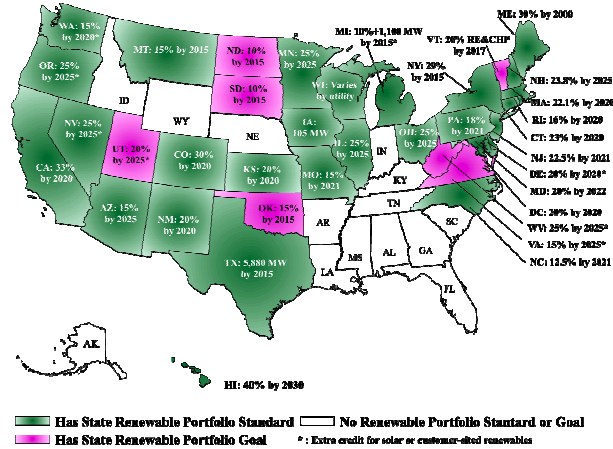 ME: 30% by 2000
WA: 15%
by 2020*
MT: 15% by 2015
ND: 10%
by 2015
MN: 25%
by 2025
MI: 10%+1,100 MW
by 2015*
VT: 20% RE&CHP
by 2017
OR: 25%
by 2025*
SD: 10%
by 2015
WI: Varies
by utility
NY: 29%
by 2015
NH: 23.8% by 2025
MA: 22.1% by 2020
RI: 16% by 2020
CT: 23% by 2020
NJ: 22.5% by 2021
DE: 20% by 2020*
MD: 20% by 2022
DC: 20% by 2020
WV: 25% by 2025*
VA: 15% by 2025*
NC: 12.5% by 2021
ID
WY
NE
IA:
105 MW
PA: 18%
by 2021
NV: 25%
by 2025*
UT: 20%
by 2025*
CO: 30%
by 2020
KS: 20%
by 2020
MO: 15%
by 2021
IL: 25%
by 2025
IN
OH: 25%
by 2025
CA: 33%
by 2020
KY
TN
AZ: 15%
by 2025
NM: 20%
by 2020
OK: 15%
by 2015
AR
SC
TX: 5,880 MW
by 2015
LA
MS
AL
GA
FL
AK
HI: 40% by 2030
Has State Renewable Portfolio Standard
No Renewable Portfolio Stantard or Goal
Has State Renewable Portfolio Goal
* : Extra credit for solar or customer-sited renewables